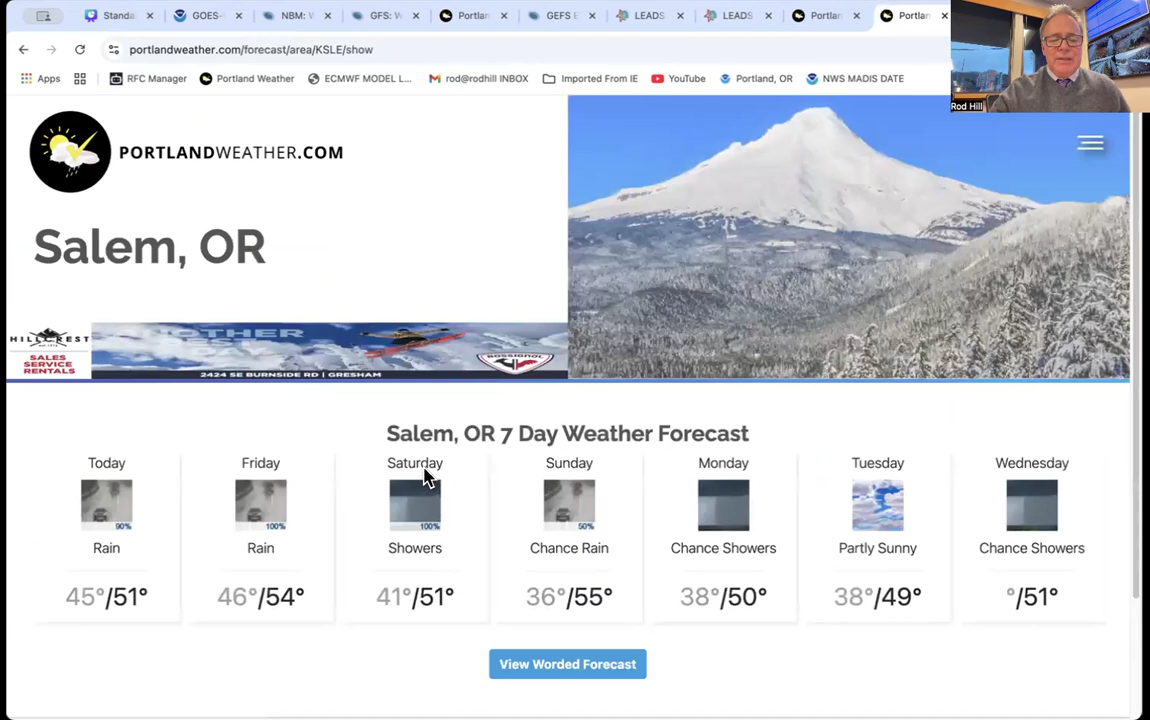 Standa
GOES-
NBM: W
GFS: W
Portlan
GEFS E
LEADS
LEADS
Portlan
Portlan
portlandweather.com/forecast/area/KSLE/show
Apps
RFC Manager
Portland Weather
ECMWF MODEL L...
rod@rodhill INBOX
Imported From IE
YouTube
Portland, OR
NWS MADIS DATE
Rod Hill
PORTLANDWEATHER.COM
Salem, OR
HILLCREST
SALES
SERVICE
RENTALS
ROSSIGNOL
2424 SE BURNSIDE RD | GRESHAM
Salem, OR 7 Day Weather Forecast
Today Friday Saturday Sunday Monday Tuesday Wednesday
90% 100% 100% 50%
Rain Rain Showers Chance Rain Chance Showers Partly Sunny Chance Showers
45°/51° 46°/54° 41°/51° 36°/55° 38°/50° 38°/49° °/51°
View Worded Forecast